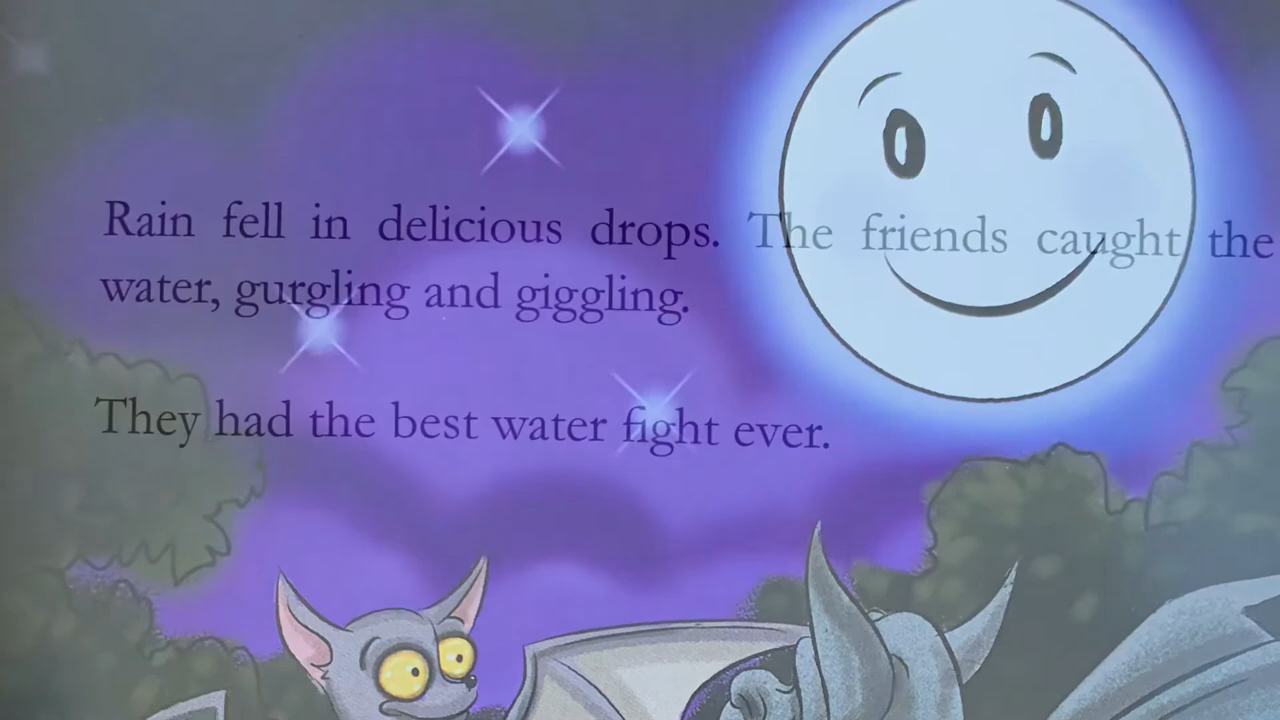 Rain fell in delicious drops. The friends caught the
water, gurgling and giggling.
They had the best water fight ever.